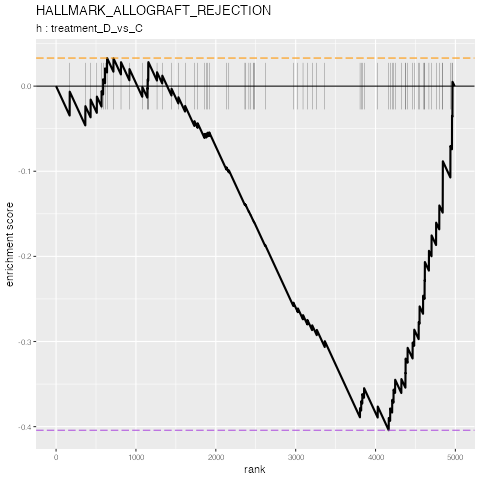 HALLMARK_ALLOGRAFT_REJECTION
h : treatment_D_vs_C
enrichment score
0.0
-0.1
-0.2
-0.3
-0.4
0
1000
2000
3000
4000
5000
rank